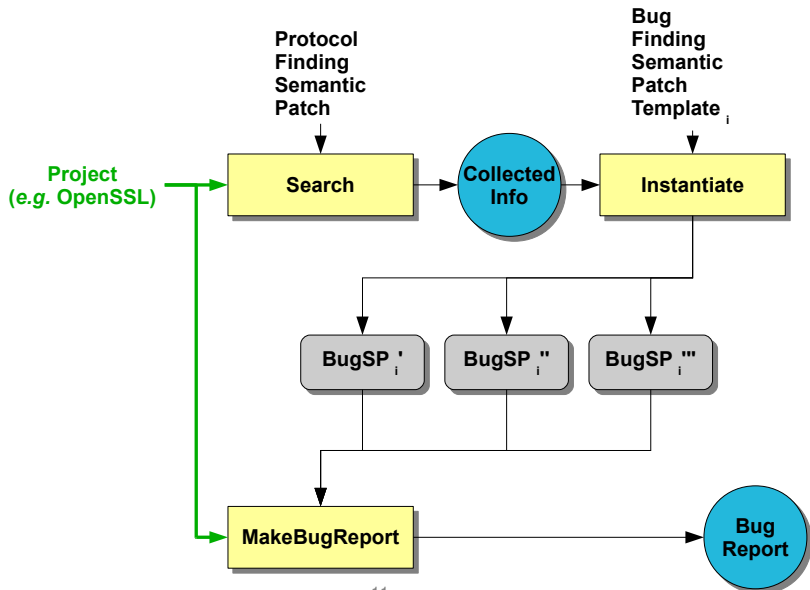 Protocol
Finding
Semantic
Patch
Bug
Finding
Semantic
Patch
Template i
Project
(e.g. OpenSSL)
Search
Collected
Info
Instantiate
BugSP i '
BugSP i ''
BugSP i '''
MakeBugReport
Bug
Report